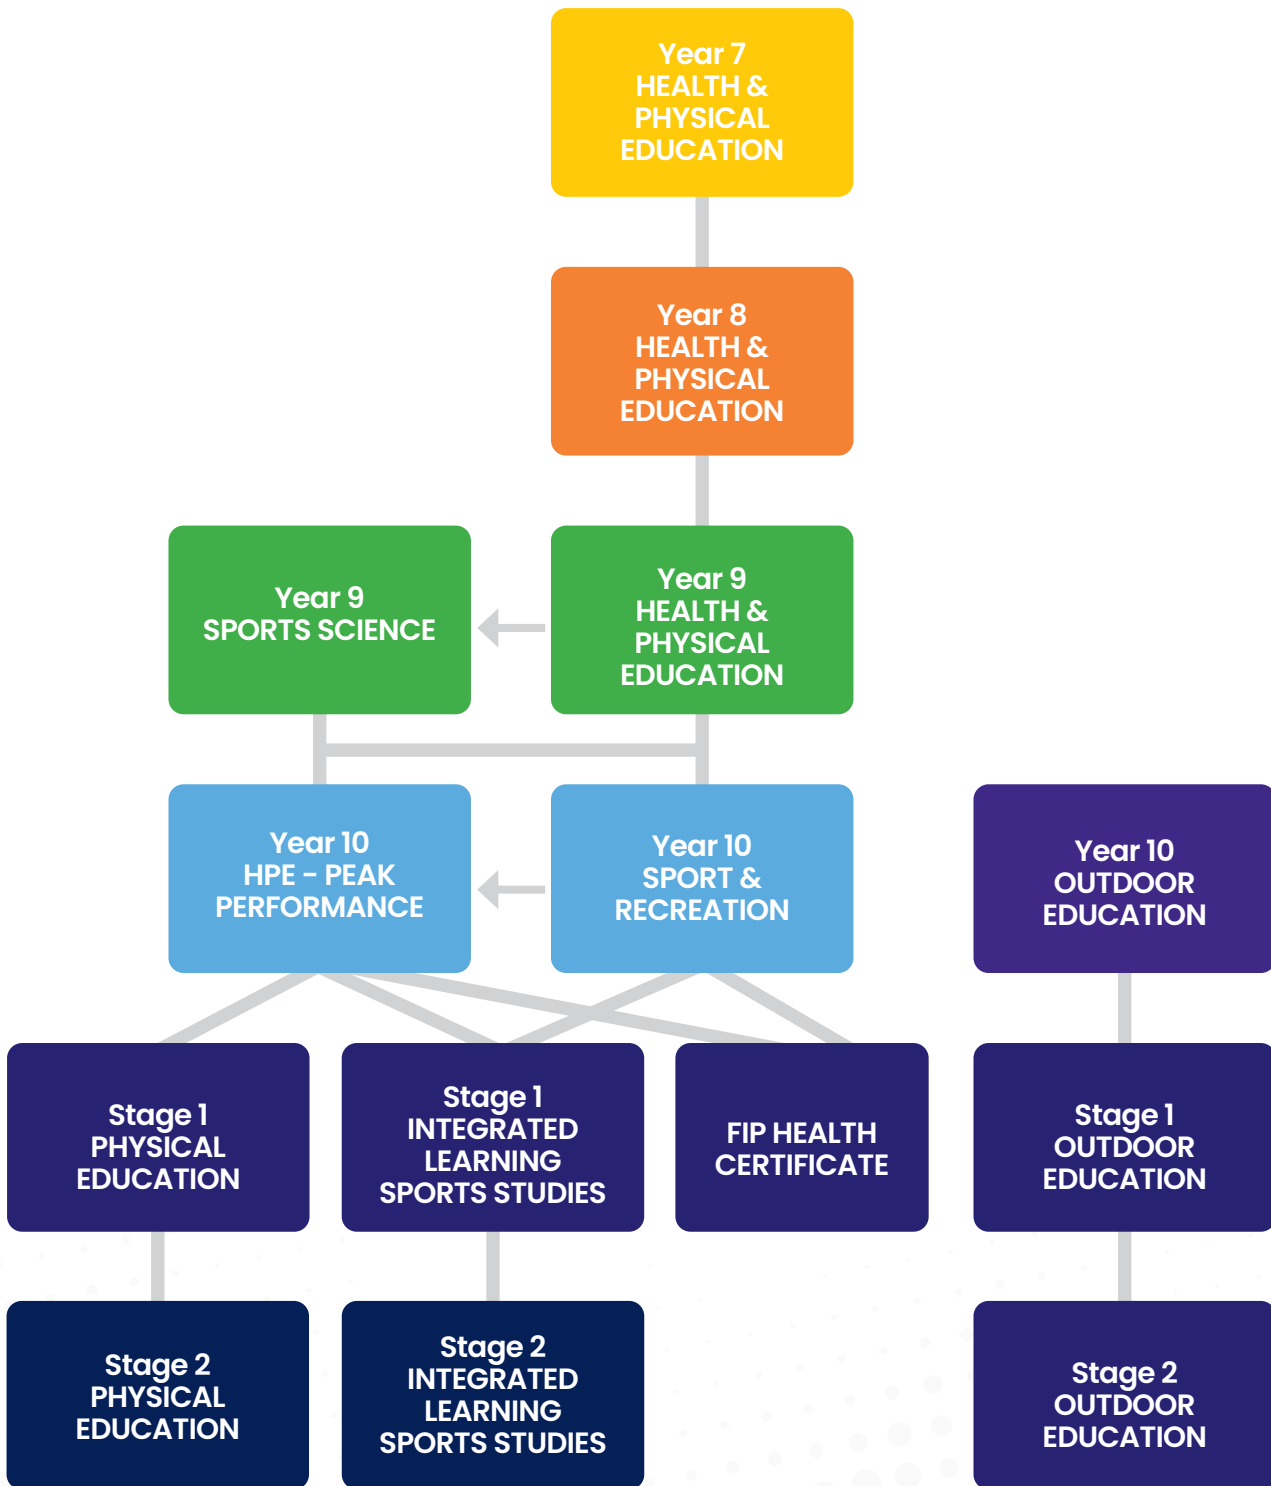 Year 7
HEALTH &
PHYSICAL
EDUCATION
Year 8
HEALTH &
PHYSICAL
EDUCATION
Year 9
SPORTS SCIENCE
Year 9
HEALTH &
PHYSICAL
EDUCATION
Year 10
HPE - PEAK
PERFORMANCE
Year 10
SPORT &
RECREATION
Year 10
OUTDOOR
EDUCATION
Stage 1
PHYSICAL
EDUCATION
Stage 1
INTEGRATED
LEARNING
SPORTS STUDIES
FIP HEALTH
CERTIFICATE
Stage 1
OUTDOOR
EDUCATION
Stage 2
PHYSICAL
EDUCATION
Stage 2
INTEGRATED
LEARNING
SPORTS STUDIES
Stage 2
OUTDOOR
EDUCATION